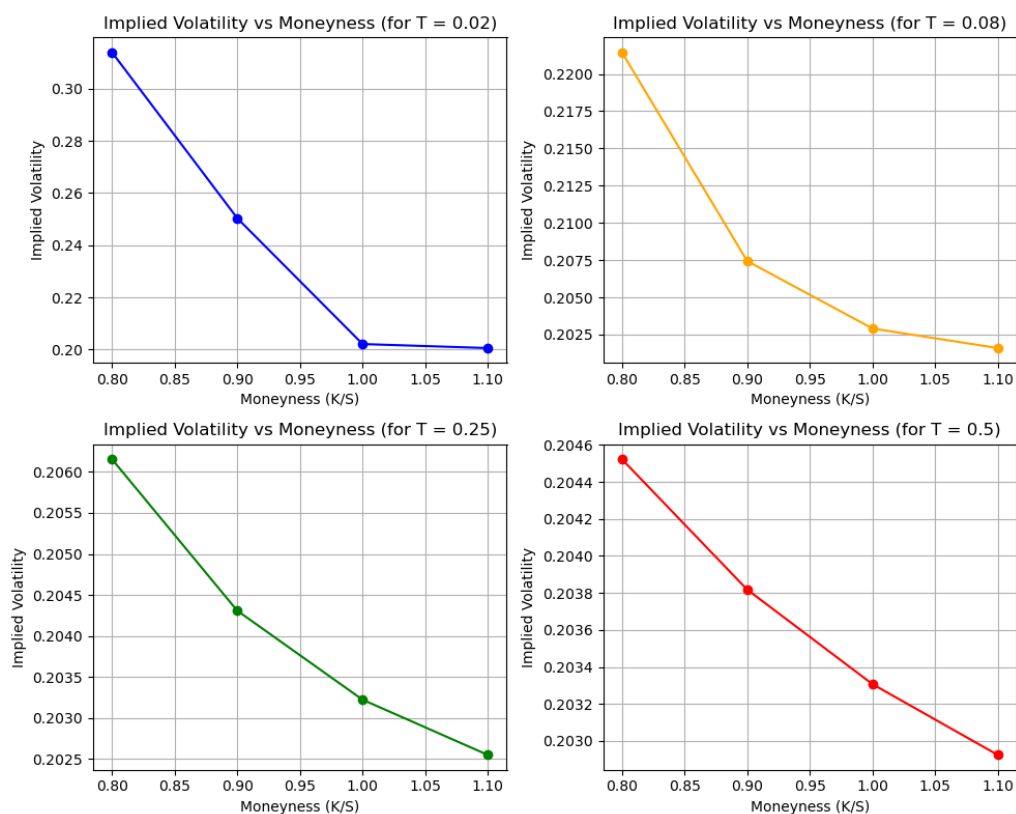 Implied Volatility vs Moneyness (for T = 0.02)
Implied Volatility
0.30
0.28
0.26
0.24
0.22
0.20
0.80 0.85 0.90 0.95 1.00 1.05 1.10
Moneyness (K/S)
Implied Volatility vs Moneyness (for T = 0.08)
Implied Volatility
0.2200
0.2175
0.2150
0.2125
0.2100
0.2075
0.2050
0.2025
0.80 0.85 0.90 0.95 1.00 1.05 1.10
Moneyness (K/S)
Implied Volatility vs Moneyness (for T = 0.25)
Implied Volatility
0.2060
0.2055
0.2050
0.2045
0.2040
0.2035
0.2030
0.2025
0.80 0.85 0.90 0.95 1.00 1.05 1.10
Moneyness (K/S)
Implied Volatility vs Moneyness (for T = 0.5)
Implied Volatility
0.2046
0.2044
0.2042
0.2040
0.2038
0.2036
0.2034
0.2032
0.2030
0.80 0.85 0.90 0.95 1.00 1.05 1.10
Moneyness (K/S)